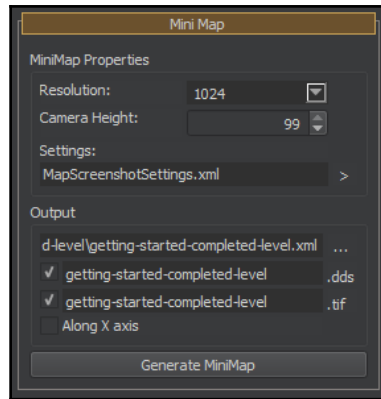 Mini Map
MiniMap Properties
Resolution: 1024
Camera Height: 99
Settings:
MapScreenshotSettings.xml >
Output
d-level\getting-started-completed-level.xml ...
getting-started-completed-level .dds
getting-started-completed-level .tif
Along X axis
Generate MiniMap